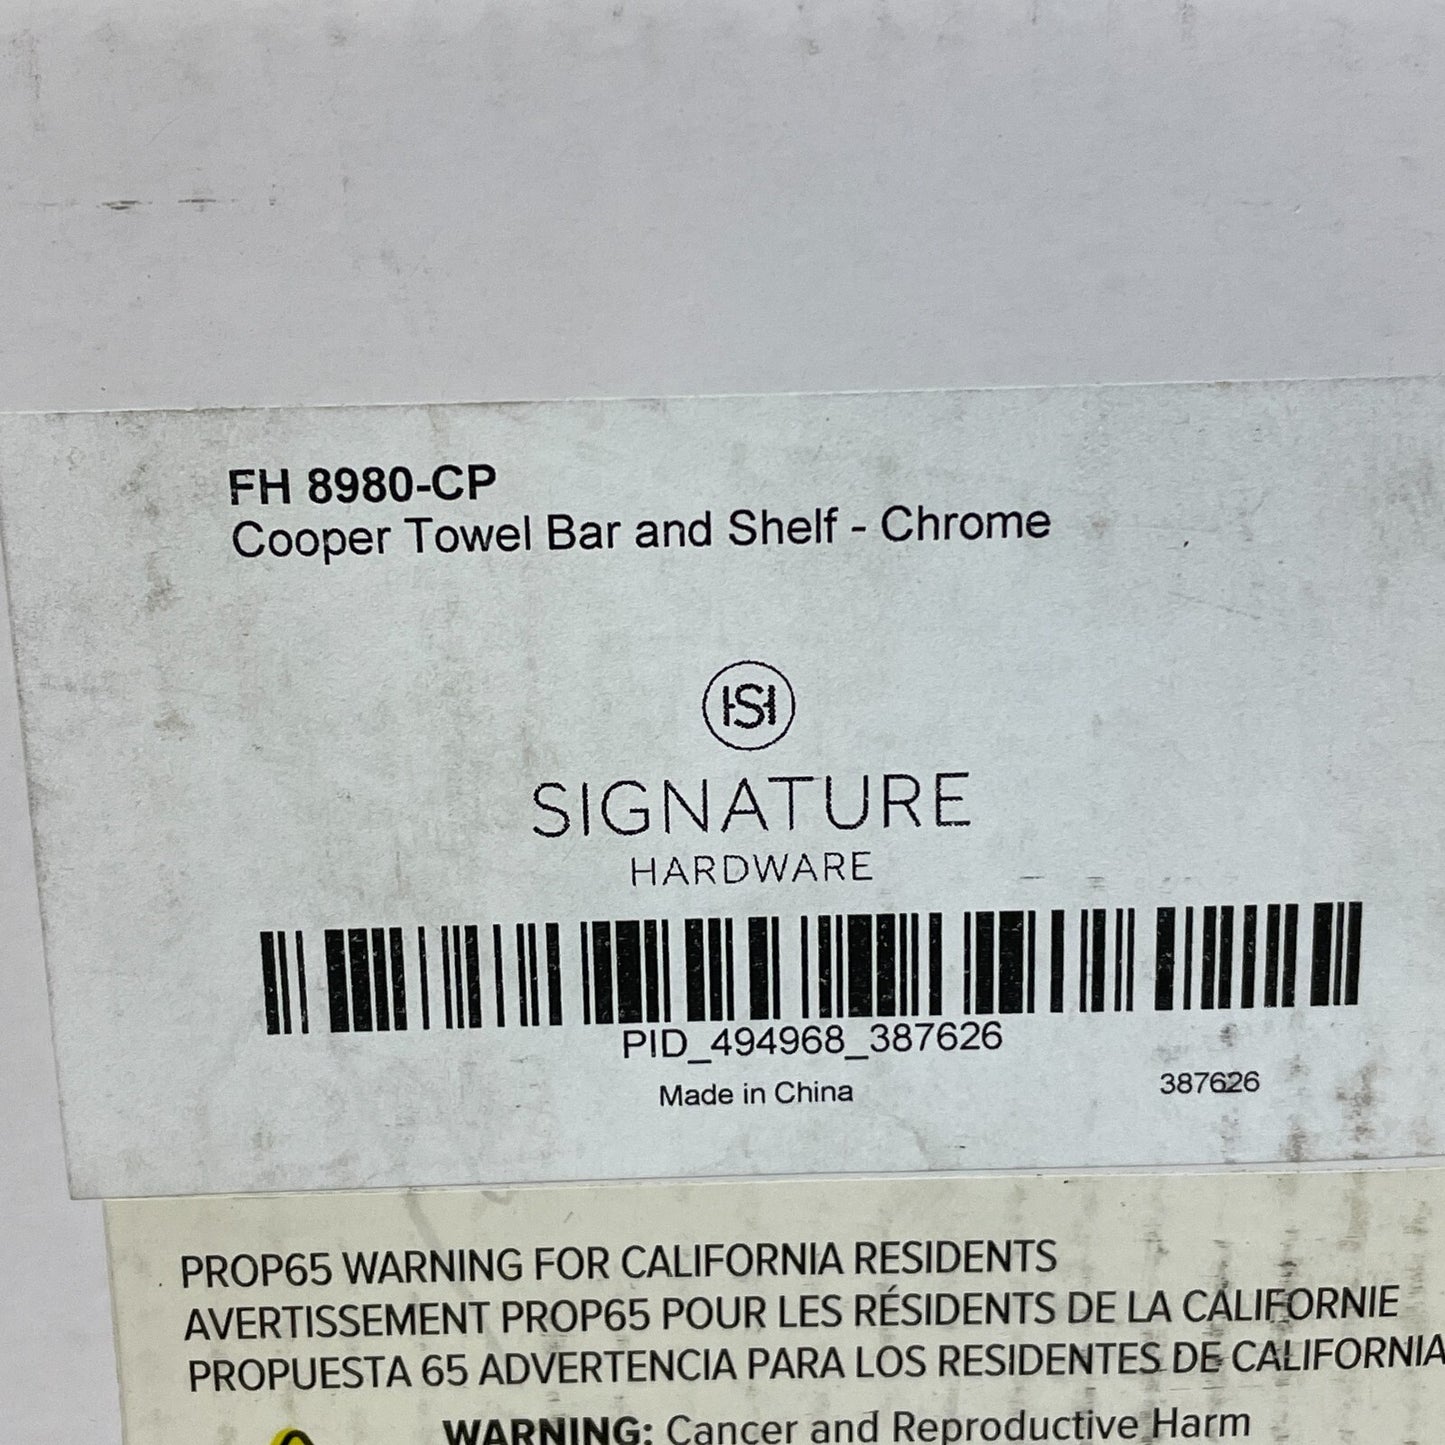 FH 8980-CP
Cooper Towel Bar and Shelf - Chrome
HSH
SIGNATURE
HARDWARE
PID_494968_387626
Made in China
387626
PROP65 WARNING FOR CALIFORNIA RESIDENTS
AVERTISSEMENT PROP65 POUR LES RÉSIDENTS DE LA CALIFORNIE
PROPUESTA 65 ADVERTENCIA PARA LOS RESIDENTES DE CALIFORNIA
WARNING: Cancer and Reproductive Harm